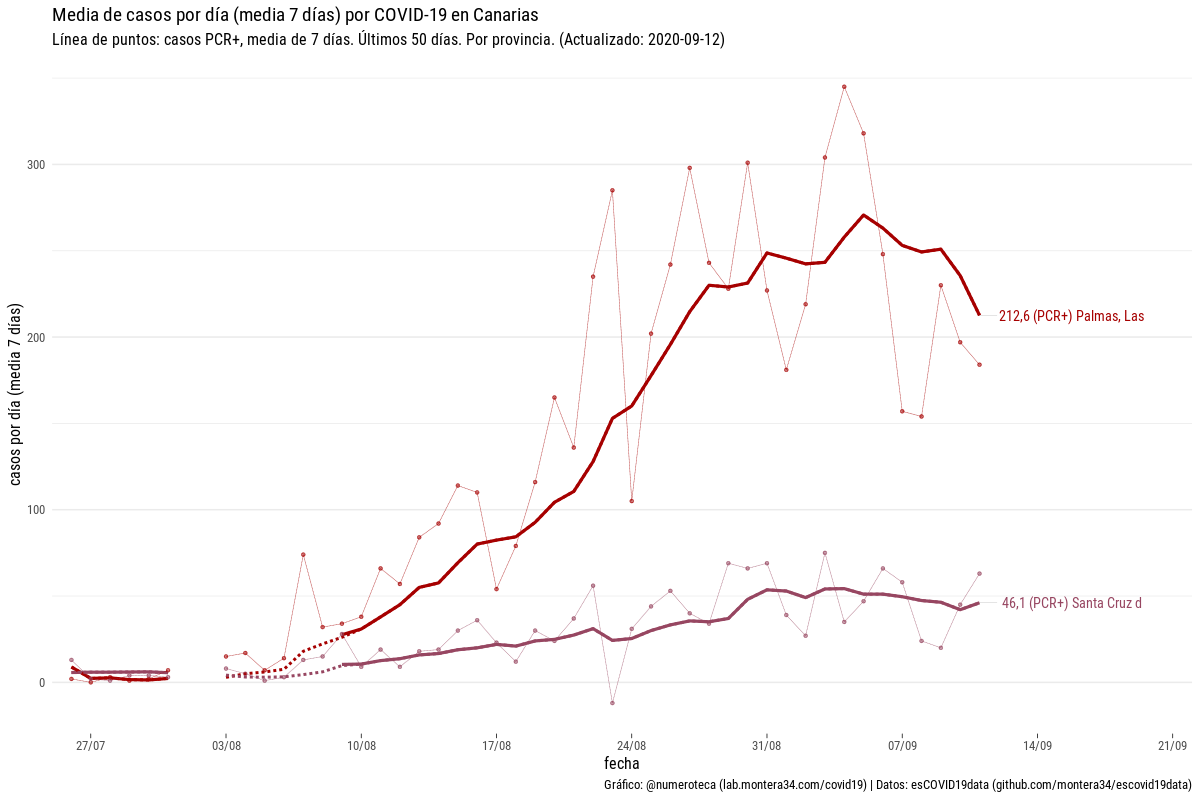 Media de casos por día (media 7 días) por COVID-19 en Canarias
Línea de puntos: casos PCR+, media de 7 días. Últimos 50 días. Por provincia. (Actualizado: 2020-09-12)
casos por día (media 7 días)
300
200
100
0
212,6 (PCR+) Palmas, Las
46,1 (PCR+) Santa Cruz d
27/07
03/08
10/08
17/08
24/08
31/08
07/09
14/09
21/09
fecha
Gráfico: @numeroteca (lab.montera34.com/covid19) | Datos: esCOVID19data (github.com/montera34/escovid19data)